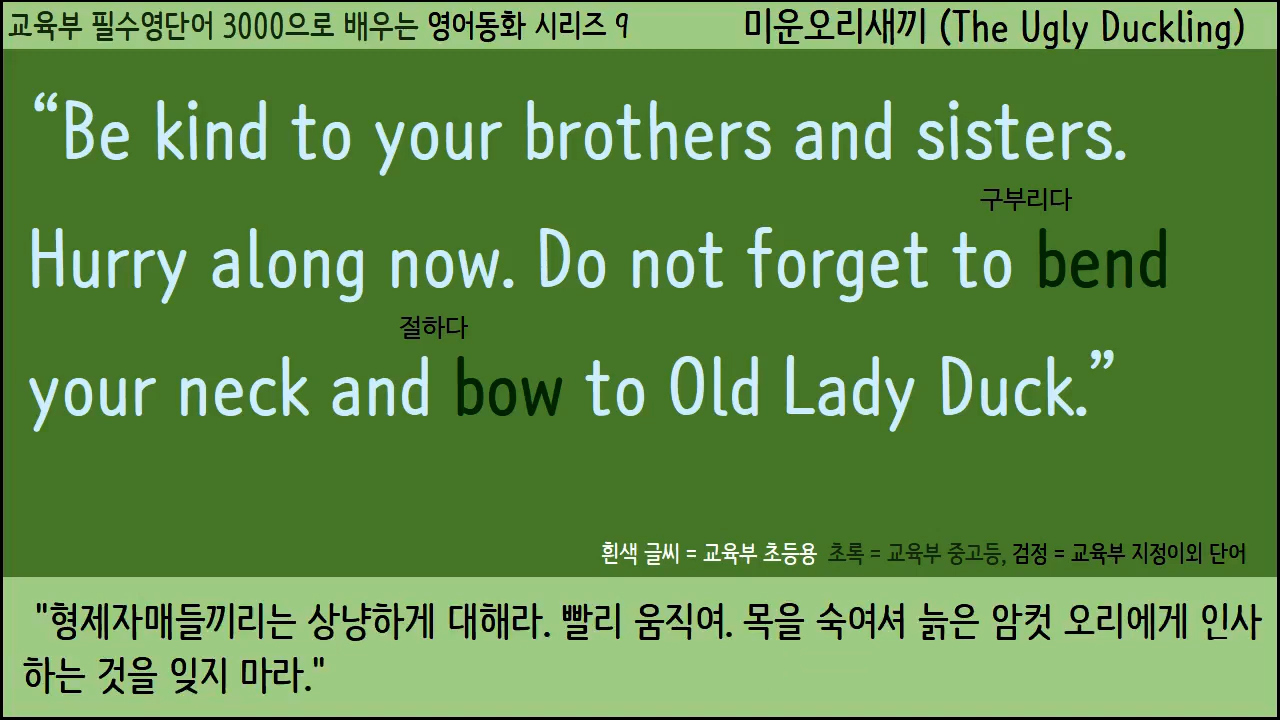 교육부 필수영단어 3000으로 배우는 영어동화 시리즈 9
미운오리새끼 (The Ugly Duckling)
“Be kind to your brothers and sisters.
구부리다
Hurry along now. Do not forget to bend
절하다
your neck and bow to Old Lady Duck.”
흰색 글씨 = 교육부 초등용 초록 = 교육부 중고등, 검정 = 교육부 지정이외 단어
"형제자매들끼리는 상냥하게 대해라. 빨리 움직여. 목을 숙여셔 늙은 암컷 오리에게 인사
하는 것을 잊지 마라."